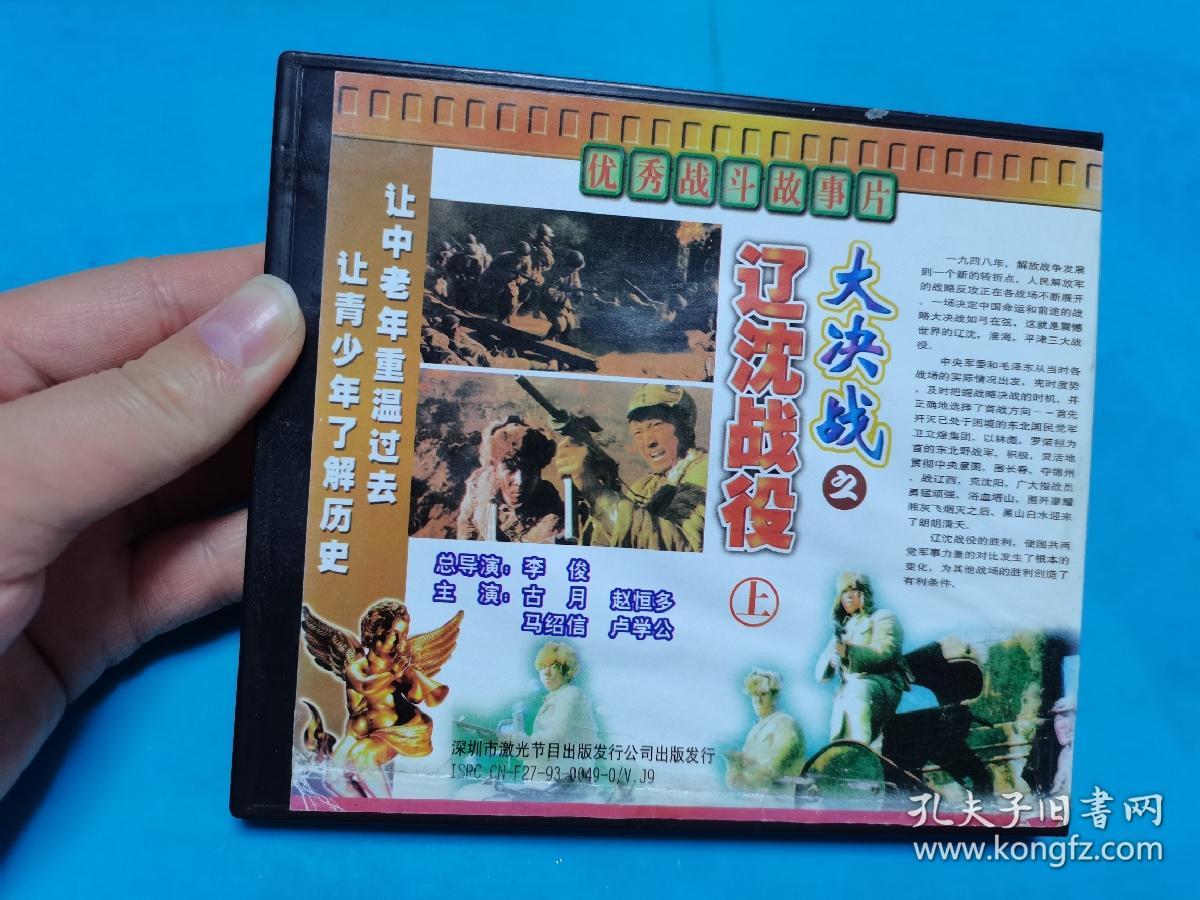 优秀战斗故事片
让中老年重温过去
让青少年了解历史
大决战
之
辽沈战役
上
总导演：李 俊
主 演：古 月 赵恒多
马绍信 卢学公
一九四八年，解放战争发展
到一个新的转折点，人民解放军
的战略反攻正在各战场不断展开
。一场决定中国命运和前途的战
略大决战如弓在弦，这就是震憾
世界的辽沈，淮海，平津三大战
役。
中央军委和毛泽东从当时各
战场的实际情况出发，宪时度势
，及时把握战略决战的时机，并
正确地选择了首战方向——首先
歼灭已处于困境的东北国民党军
卫立煌集团，以林彪，罗荣桓为
首的东北野战军，积极，灵活地
贯彻中央意图，围长春，夺锦州
，战辽西，克沈阳，广大指战员
勇猛顽强，浴血塔山，围歼廖耀
湘灰飞烟灭之后，黑山白水迎来
了朗朗清天。
辽沈战役的胜利，使国共两
党军事力量的对比发生了根本的
变化，为其他战场的胜利创造了
有利条件。
深圳市激光节目出版发行公司出版发行
ISRC CN-F27-93-0049-0/V.J9
孔夫子旧书网
www.kongfz.com